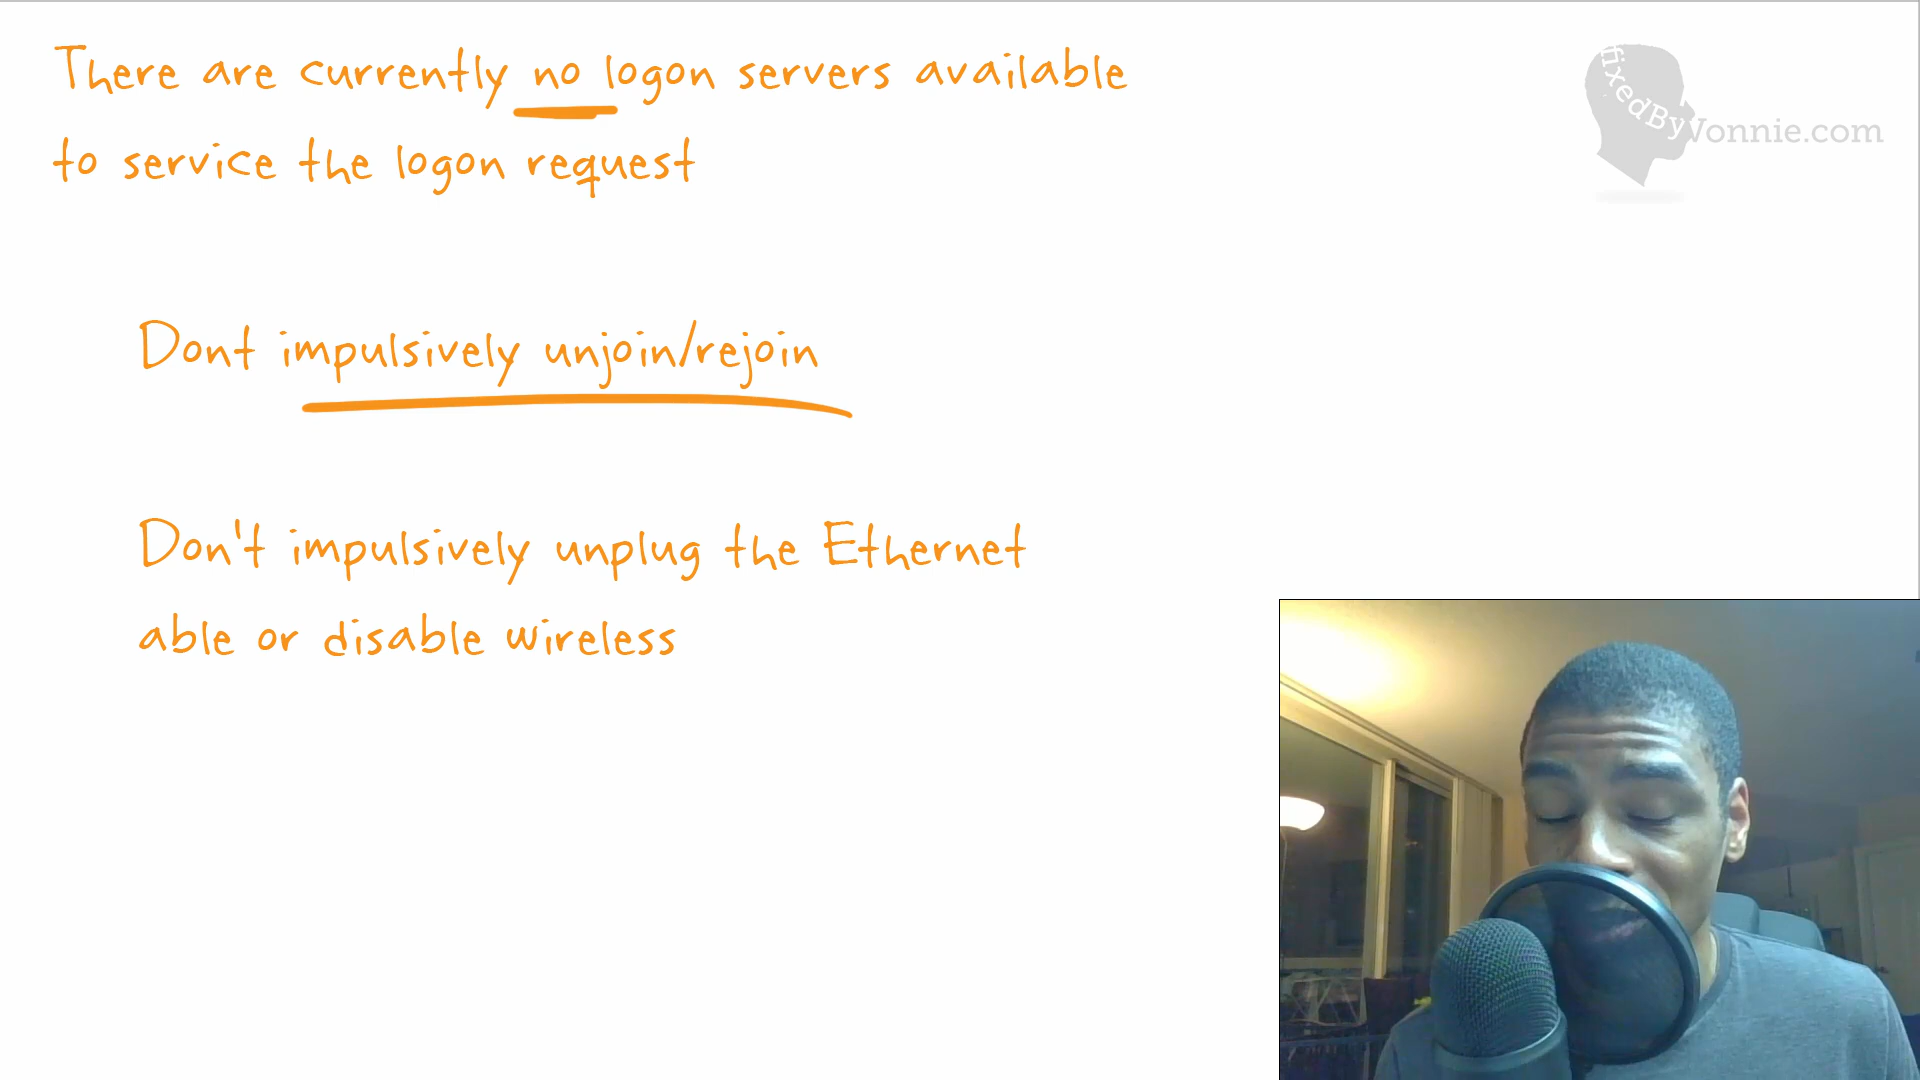 There are currently no logon servers available
to service the logon request
fixedByVonnie.com
Dont impulsively unjoin/rejoin
Don't impulsively unplug the Ethernet
able or disable wireless